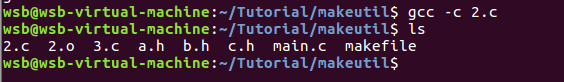 wsb@wsb-virtual-machine:~/Tutorial/makeutil$ gcc -c 2.c
wsb@wsb-virtual-machine:~/Tutorial/makeutil$ ls
2.c  2.o  3.c  a.h  b.h  c.h  main.c  makefile
wsb@wsb-virtual-machine:~/Tutorial/makeutil$